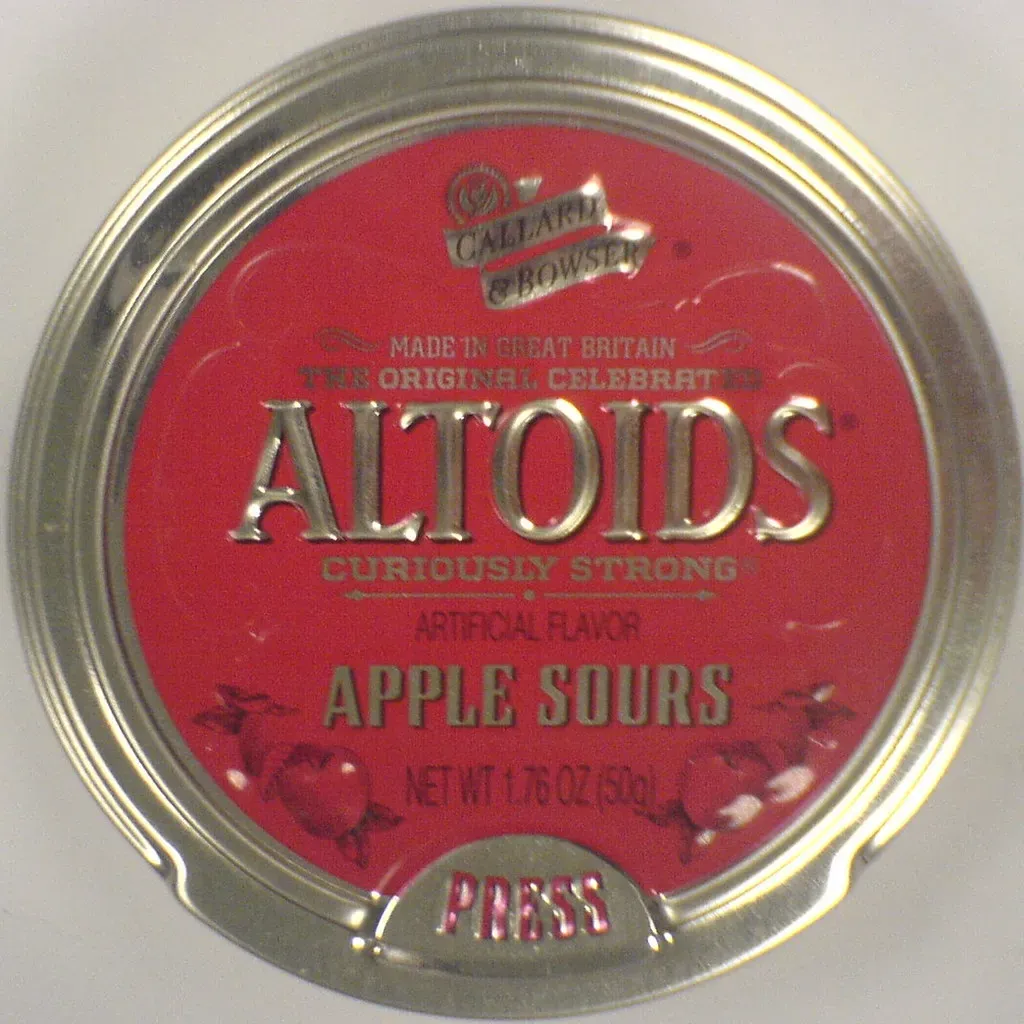 CALLARD
& BOWSER®
MADE IN GREAT BRITAIN
THE ORIGINAL CELEBRATED
ALTOIDS®
CURIOUSLY STRONG®
ARTIFICIAL FLAVOR
APPLE SOURS
NET WT 1.76 OZ (50g)
PRESS